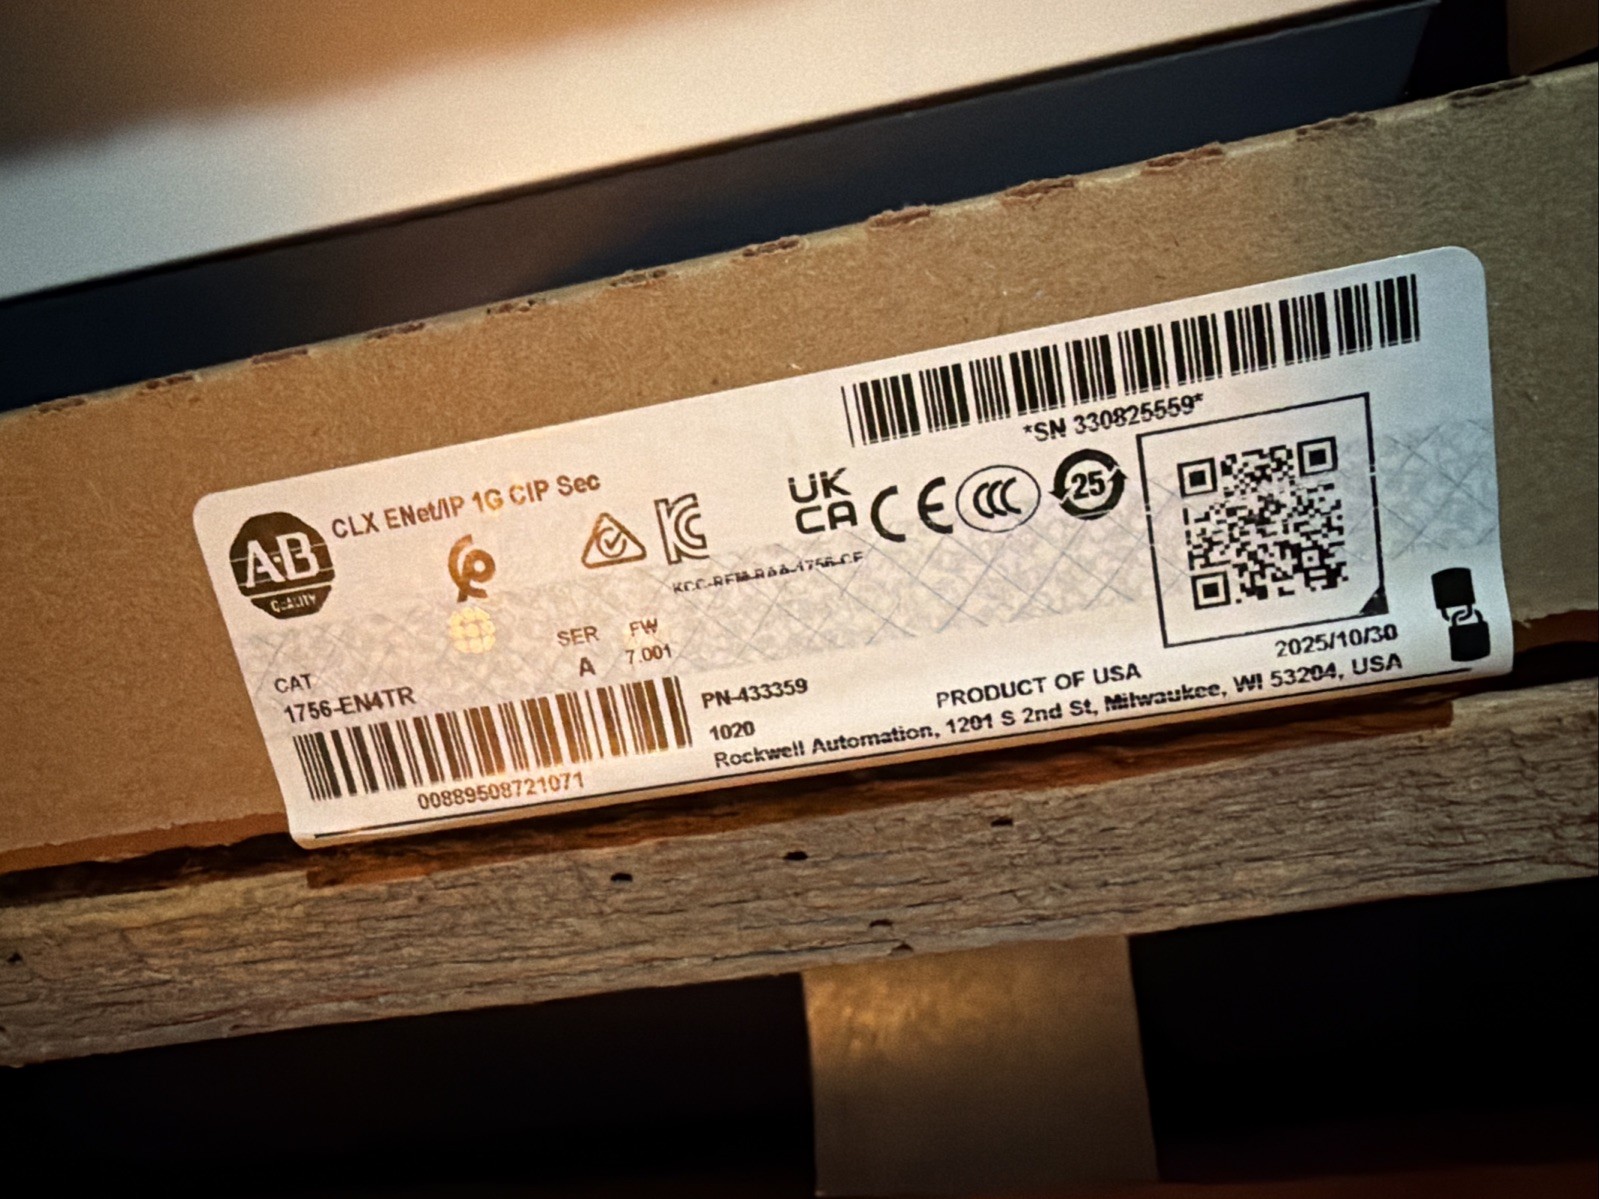 *SN 330825559*
CLX ENet/IP 1G CIP Sec
A-B
QUALITY
UK
CA
CE
CCC
25
KCC-REM-RAA-1756-CE
SER FW
A 7.001
CAT
1756-EN4TR
00889508721071
PN-433359
1020
2025/10/30
PRODUCT OF USA
Rockwell Automation, 1201 S 2nd St, Milwaukee, WI 53204, USA